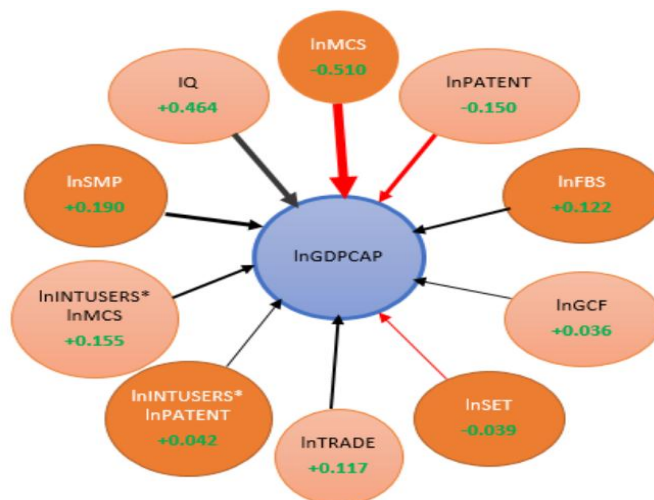 lnMCS
-0.510
IQ
+0.464
lnPATENT
-0.150
lnSMP
+0.190
lnFBS
+0.122
lnGDPCAP
lnINTUSERS*
lnMCS
+0.155
lnGCF
+0.036
lnINTUSERS*
lnPATENT
+0.042
lnSET
-0.039
lnTRADE
+0.117